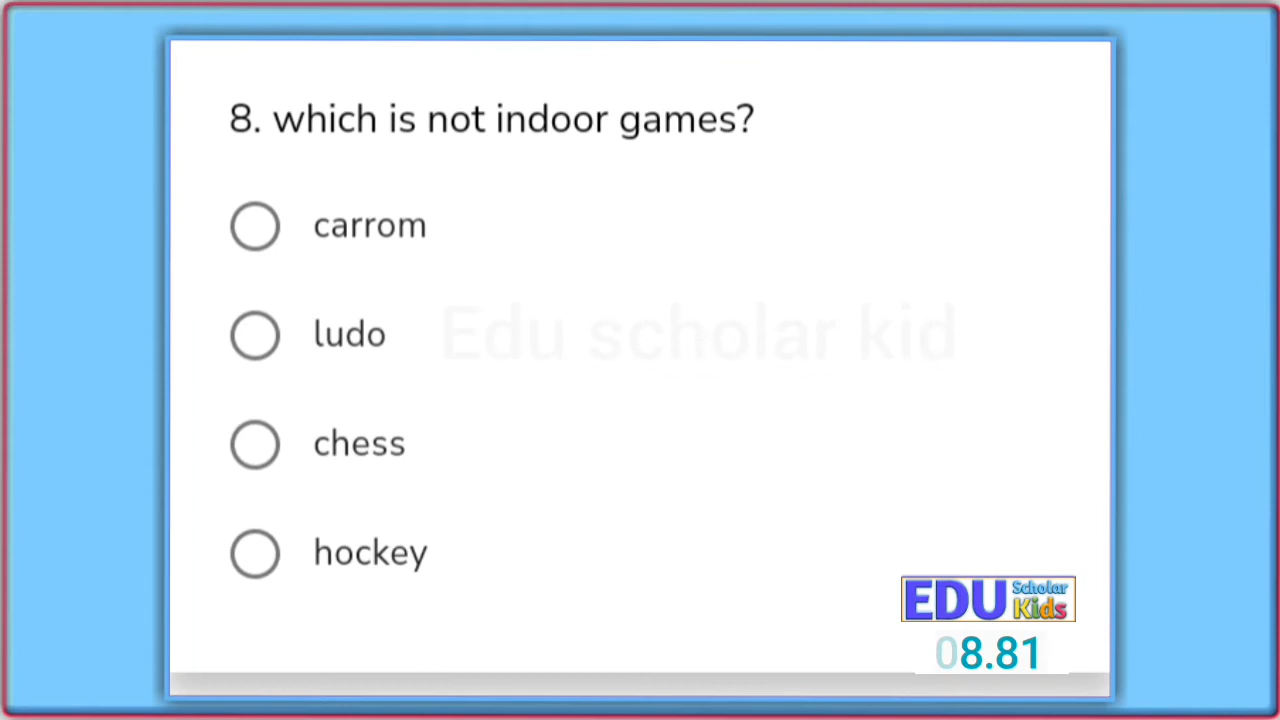 8. which is not indoor games?
carrom
ludo
Edu scholar kid
chess
hockey
EDU Scholar Kids
08.81